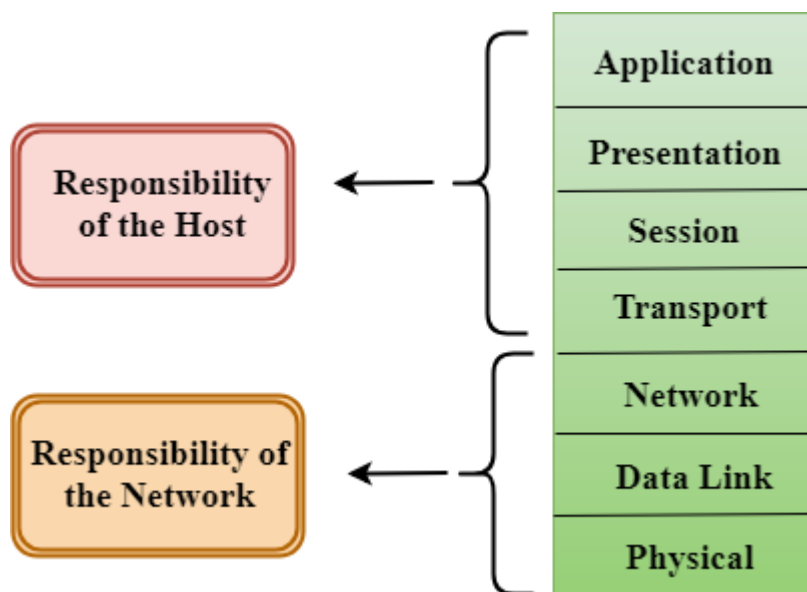 Application
Presentation
Responsibility
of the Host
Session
Transport
Network
Responsibility of
the Network
Data Link
Physical